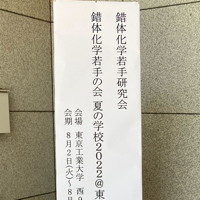 錯体化学若手研究会
錯体化学若手の会 夏の学校2022@東
会場 東京工業大学 西9
会期 8月2日(火)~8